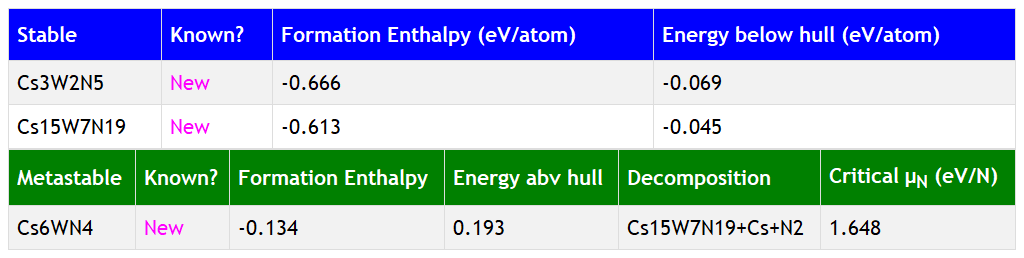 Stable Known? Formation Enthalpy (eV/atom) Energy below hull (eV/atom)
Cs3W2N5 New -0.666 -0.069
Cs15W7N19 New -0.613 -0.045
Metastable Known? Formation Enthalpy Energy abv hull Decomposition Critical μN (eV/N)
Cs6WN4 New -0.134 0.193 Cs15W7N19+Cs+N2 1.648